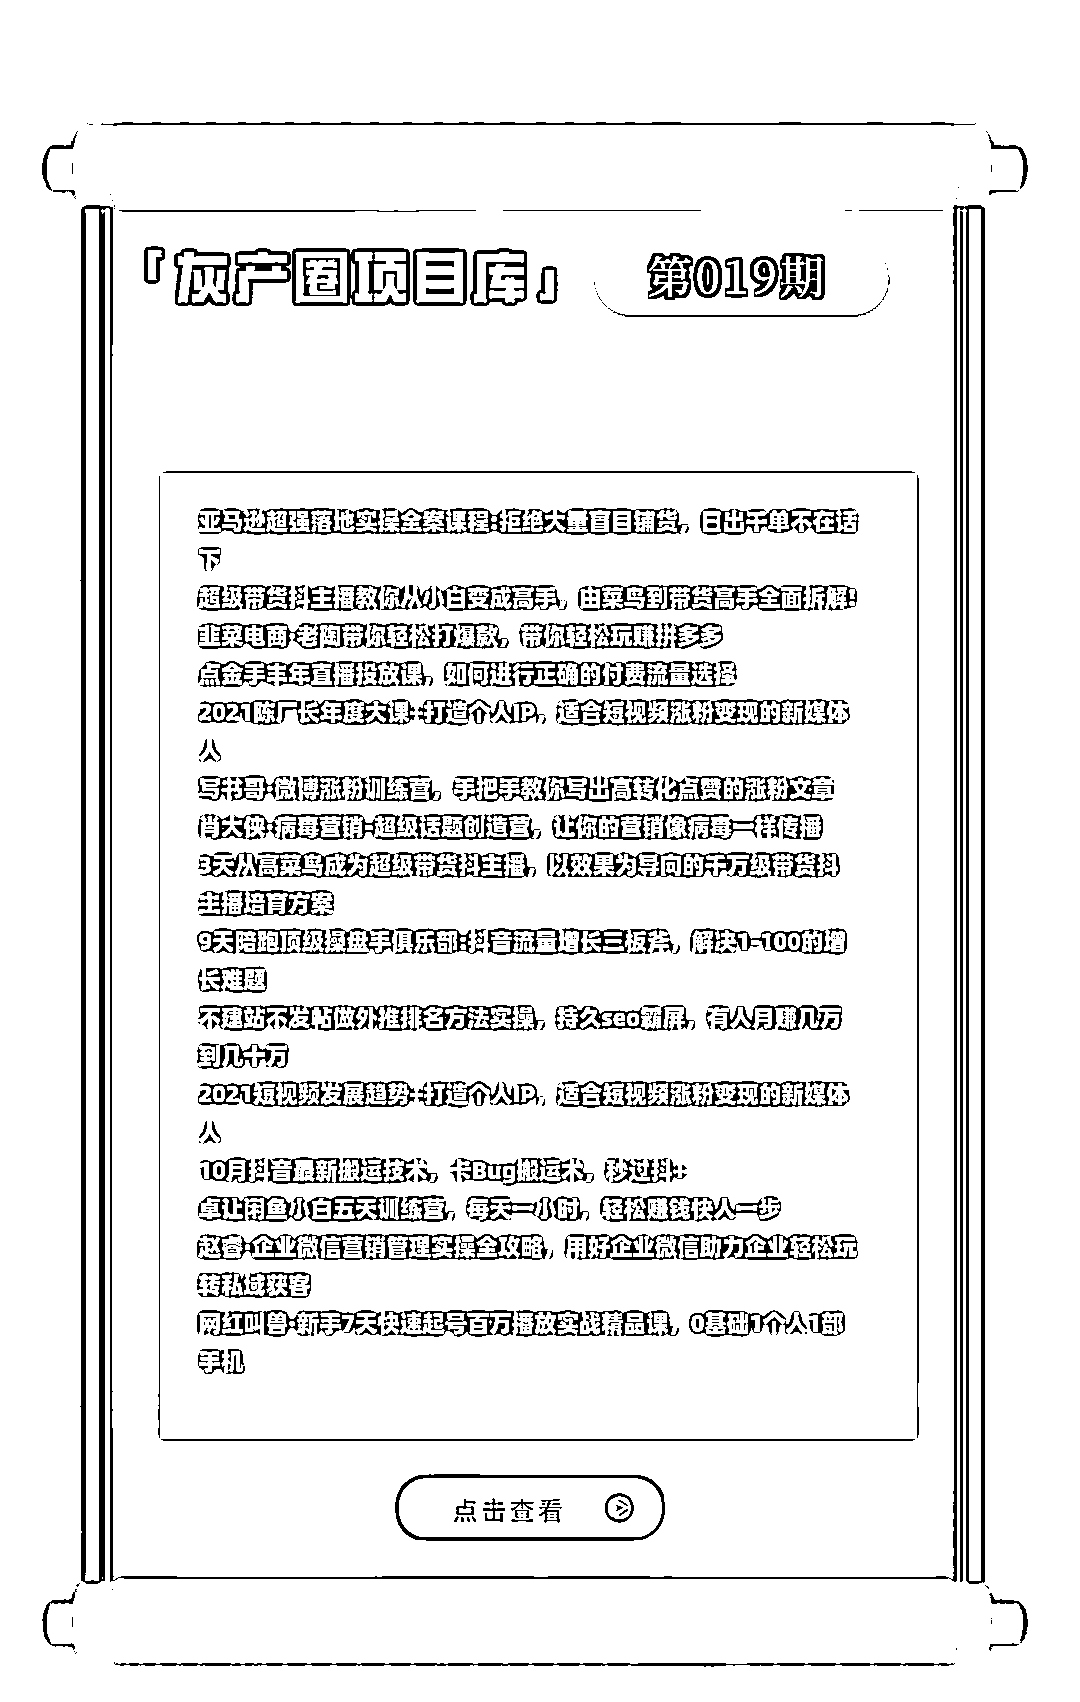 「灰产圈项目库」 第019期
亚马逊超强落地实操全案课程:拒绝大量盲目铺货，日出千单不在话
下
超级带货抖主播教你从小白变成高手，由菜鸟到带货高手全面拆解!
韭菜电商·老陶带你轻松打爆款，带你轻松玩赚拼多多
点金手丰年直播投放课，如何进行正确的付费流量选择
2021陈厂长年度大课::打造个人IP，适合短视频涨粉变现的新媒体
人
写书哥·微博涨粉训练营，手把手教你写出高转化点赞的涨粉文章
肖大侠·病毒营销-超级话题创造营，让你的营销像病毒一样传播
3天从高菜鸟成为超级带货抖主播，以效果为导向的千万级带货抖
主播培育方案
9天陪跑顶级操盘手俱乐部:抖音流量增长三板斧，解决1-100的增
长难题
不建站不发帖做外推排名方法实操，持久seo霸屏，有人月赚几万
到几十万
2021短视频发展趋势::打造个人IP，适合短视频涨粉变现的新媒体
人
10月抖音最新搬运技术，卡Bug搬运术，秒过抖+
卓让闲鱼小白五天训练营，每天一小时，轻松赚钱快人一步
赵睿·企业微信营销管理实操全攻略，用好企业微信助力企业轻松玩
转私域获客
网红叫兽·新手7天快速起号百万播放实战精品课，0基础1个人1部
手机
点击查看